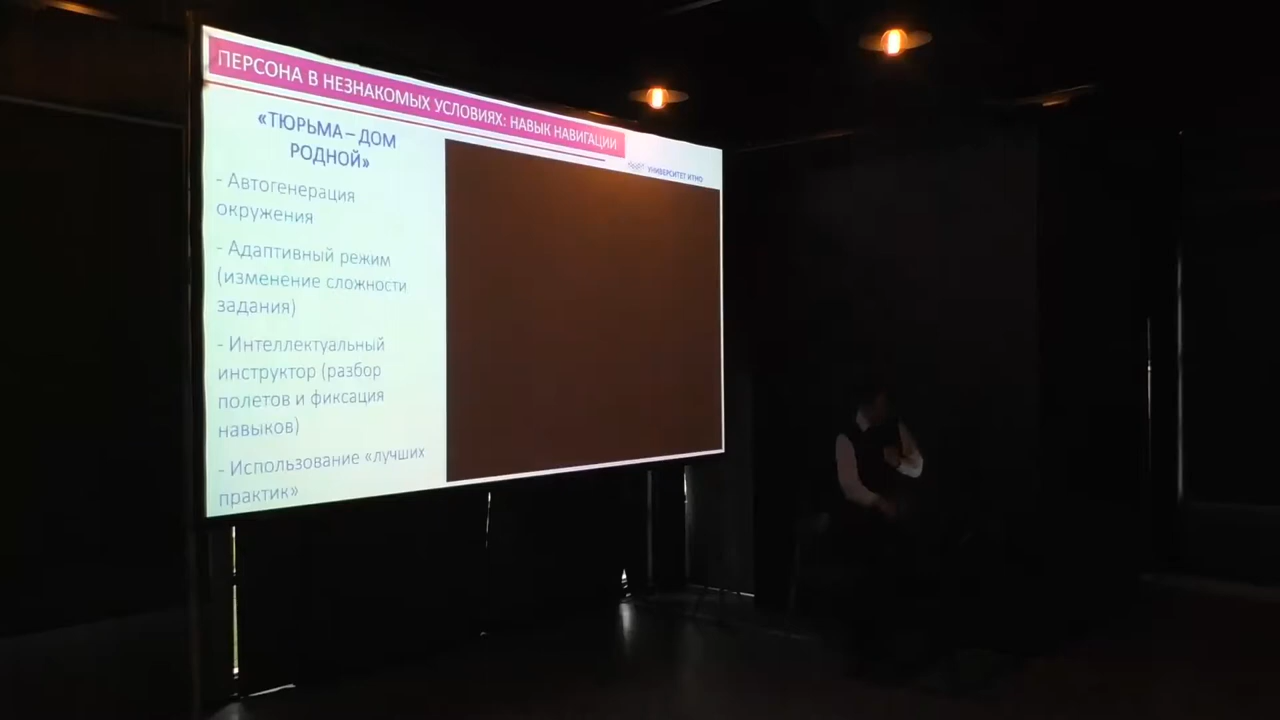 ПЕРСОНА В НЕЗНАКОМЫХ УСЛОВИЯХ: НАВЫК НАВИГАЦИИ
УНИВЕРСИТЕТ ИТМО
«ТЮРЬМА – ДОМ
РОДНОЙ»
- Автогенерация
окружения
- Адаптивный режим
(изменение сложности
задания)
- Интеллектуальный
инструктор (разбор
полетов и фиксация
навыков)
- Использование «лучших
практик»